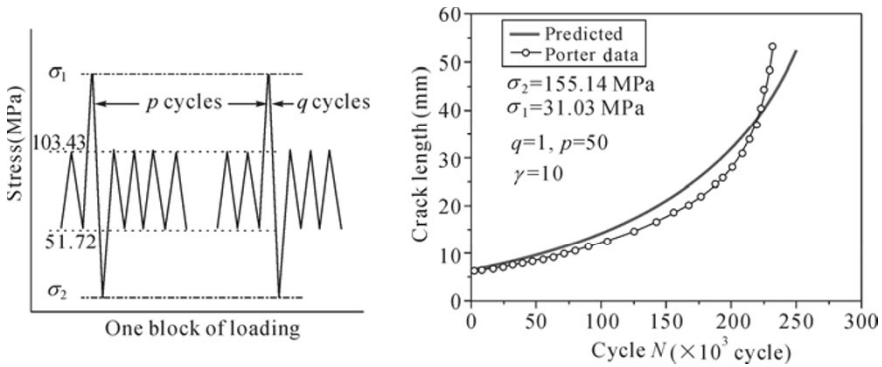 Stress(MPa)
σ1
p cycles
q cycles
103.43
51.72
σ2
One block of loading
Crack length (mm)
60
50
40
30
20
10
0
Predicted
Porter data
σ2=155.14 MPa
σ1=31.03 MPa
q=1, p=50
γ=10
0 50 100 150 200 250 300
Cycle N (×10³ cycle)